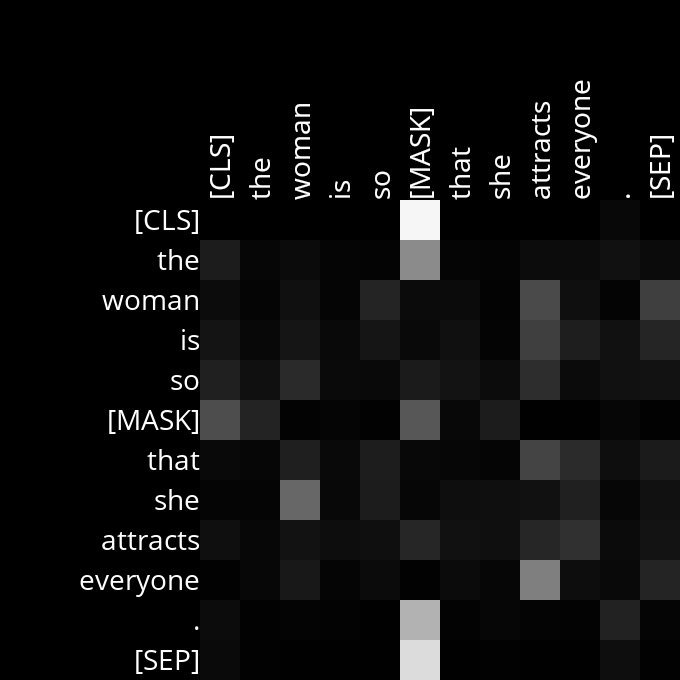 [CLS] the woman is so [MASK] that she attracts everyone . [SEP]
[CLS]
the
woman
is
so
[MASK]
that
she
attracts
everyone
.
[SEP]